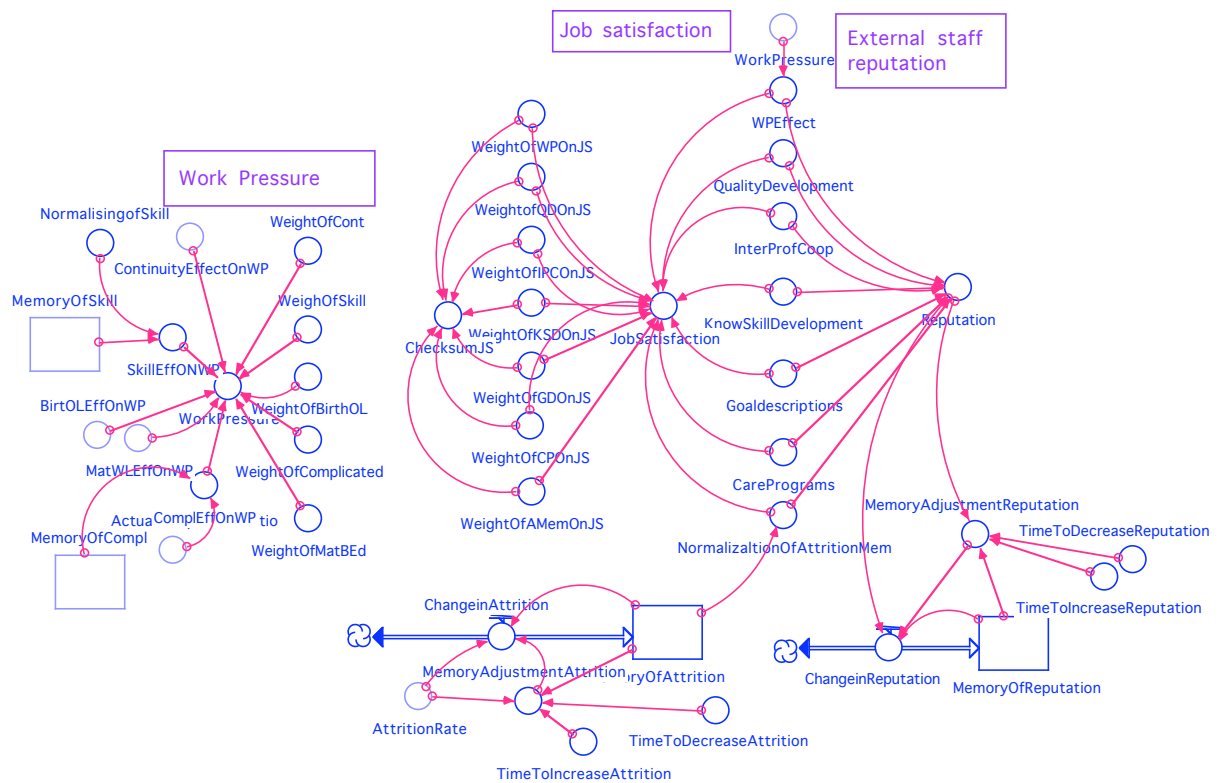 Job satisfaction
External staff
reputation
WorkPressure
WPEffect
WeightOfWPOnJS
Work Pressure
QualityDevelopment
NormalisingofSkill
WeightOfCont
WeightofQDOnJS
InterProfCoop
ContinuityEffectOnWP
WeightOfIPCOnJS
MemoryOfSkill
WeighOfSkill
KnowSkillDevelopment
Reputation
WeightOfKSDOnJS
JobSatisfaction
ChecksumJS
SkillEffONWP
WeightOfGDOnJS
Goaldescriptions
BirtOLEffOnWP
WorkPressure
WeightOfBirthOL
WeightOfCPOnJS
CarePrograms
MatWLEffOnWP
WeightOfComplicated
MemoryAdjustmentReputation
WeightOfAMemOnJS
ComplEffOnWP
MemoryOfCompl
WeightOfMatBEd
NormalizaltionOfAttritionMem
TimeToDecreaseReputation
ChangeinAttrition
TimeToIncreaseReputation
MemoryAdjustmentAttrition
ChangeinReputation
MemoryOfReputation
AttritionRate
TimeToDecreaseAttrition
TimeToIncreaseAttrition